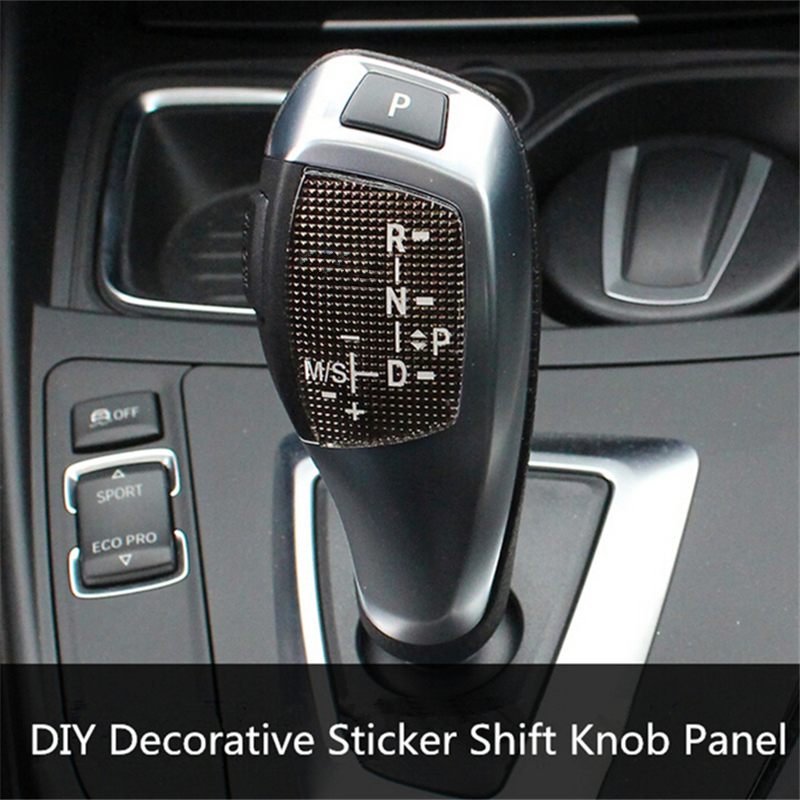 P
R
N
P
M/S D
+
OFF
SPORT
ECO PRO
DIY Decorative Sticker Shift Knob Panel